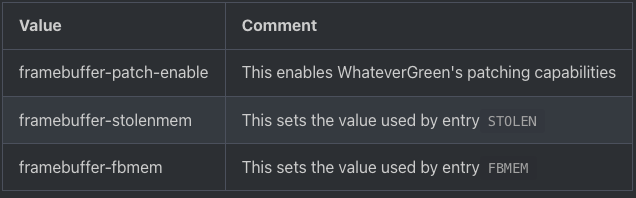 Value Comment
framebuffer-patch-enable This enables WhateverGreen's patching capabilities
framebuffer-stolenmem This sets the value used by entry STOLEN
framebuffer-fbmem This sets the value used by entry FBMEM